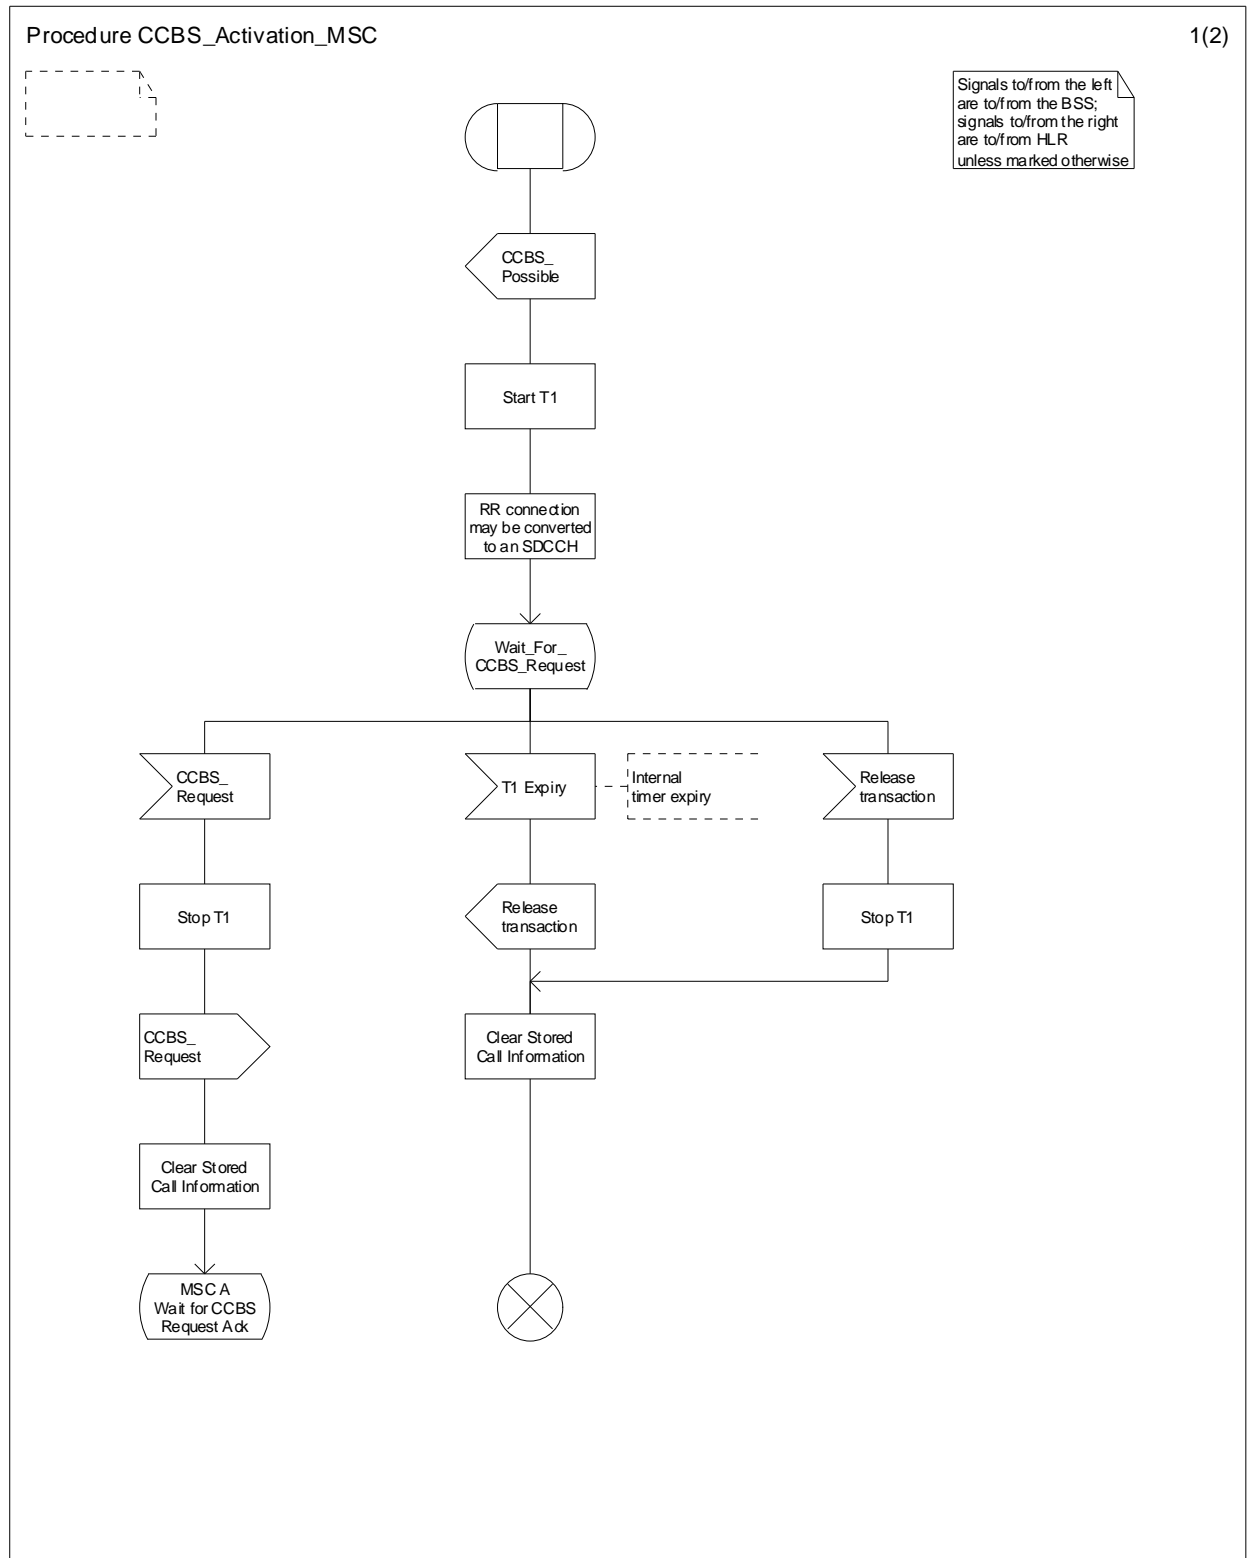 Procedure CCBS_Activation_MSC
1(2)
Signals to/from the left
are to/from the BSS;
signals to/from the right
are to/from HLR
unless marked otherwise
CCBS_
Possible
Start T1
RR connection
may be converted
to an SDCCH
Wait_For_
CCBS_Request
CCBS_
Request
T1 Expiry
Internal
timer expiry
Release
transaction
Stop T1
Release
transaction
Stop T1
CCBS_
Request
Clear Stored
Call Information
Clear Stored
Call Information
MSC A
Wait for CCBS
Request Ack